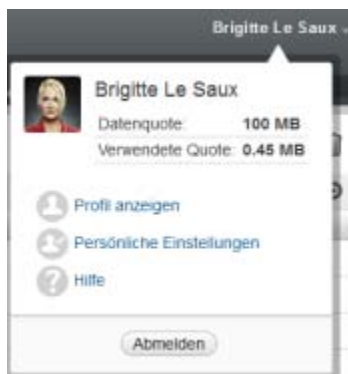 Brigitte Le Saux
Brigitte Le Saux
Datenquote: 100 MB
Verwendete Quote: 0.45 MB
Profil anzeigen
Persönliche Einstellungen
Hilfe
Abmelden